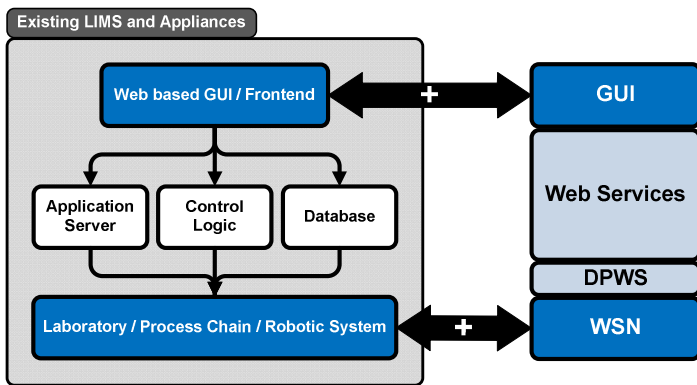 Existing LIMS and Appliances
Web based GUI / Frontend
+
GUI
Application
Server
Control
Logic
Database
Web Services
DPWS
Laboratory / Process Chain / Robotic System
+
WSN